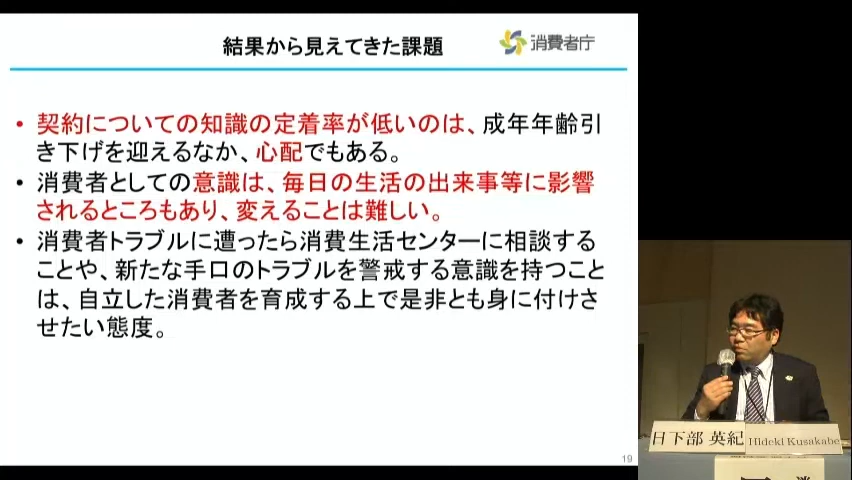 結果から見えてきた課題
消費者庁
• 契約についての知識の定着率が低いのは、成年年齢引
き下げを迎えるなか、心配でもある。
• 消費者としての意識は、毎日の生活の出来事等に影響
されるところもあり、変えることは難しい。
• 消費者トラブルに遭ったら消費生活センターに相談する
ことや、新たな手口のトラブルを警戒する意識を持つこと
は、自立した消費者を育成する上で是非とも身に付けさ
せたい態度。
19
日下部 英紀 Hideki Kusakabe